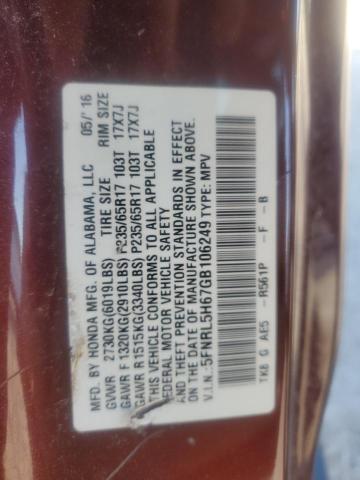 MFD. BY HONDA MFG. OF ALABAMA, LLC 05/'16
GVWR 2730KG(6019LBS) TIRE SIZE RIM SIZE
GAWR F 1320KG(2910LBS) P235/65R17 103T 17X7J
GAWR R1515KG(3340LBS) P235/65R17 103T 17X7J
THIS VEHICLE CONFORMS TO ALL APPLICABLE
FEDERAL MOTOR VEHICLE SAFETY
AND THEFT PREVENTION STANDARDS IN EFFECT
ON THE DATE OF MANUFACTURE SHOWN ABOVE.
V.I.N.:5FNRL5H67GB106249 TYPE: MPV
TK8 G AE5 -R561P -F -B